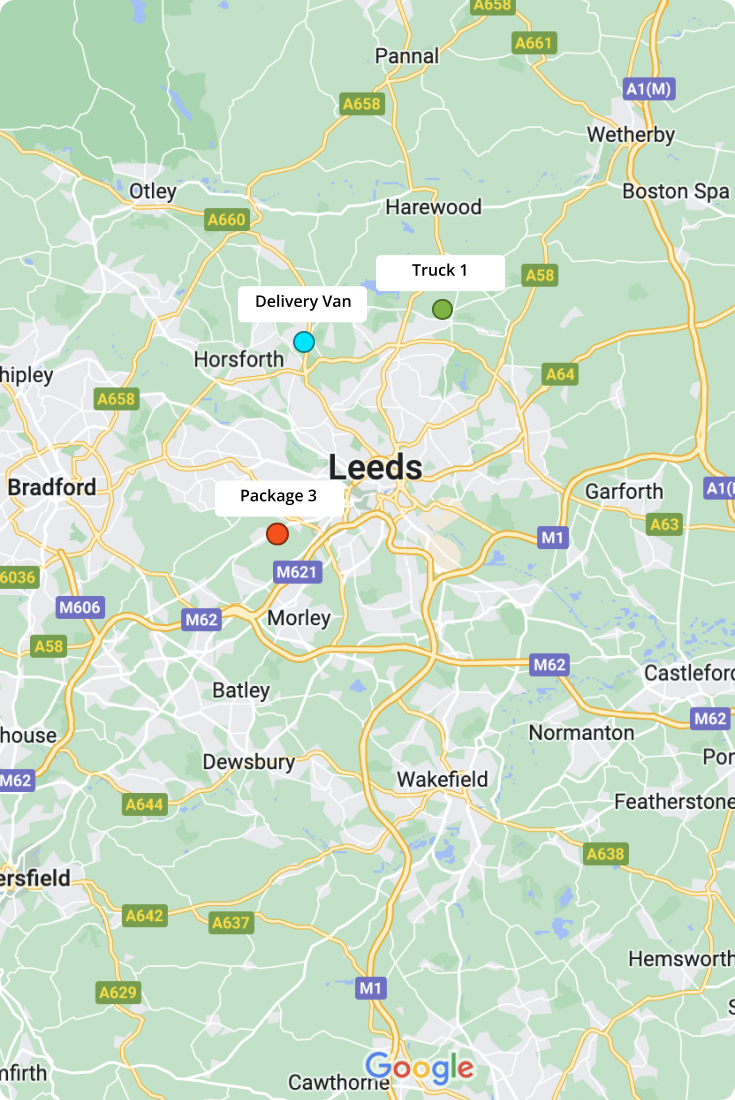 A658
A661
Pannal
A1(M)
A658
Wetherby
Otley
Boston Spa
Harewood
A660
Truck 1
A58
Delivery Van
Horsforth
hipley
A64
A658
Leeds
Bradford
Package 3
Garforth
A1(
A63
M1
M621
6036
M606
M62
Morley
A58
M62
Castleford
Batley
M62
house
Normanton
Dewsbury
Por
M62
Wakefield
A644
Featherstone
A638
ersfield
A642
A637
Hemsworth
M1
A629
S
Google
mfirth
Cawthorne